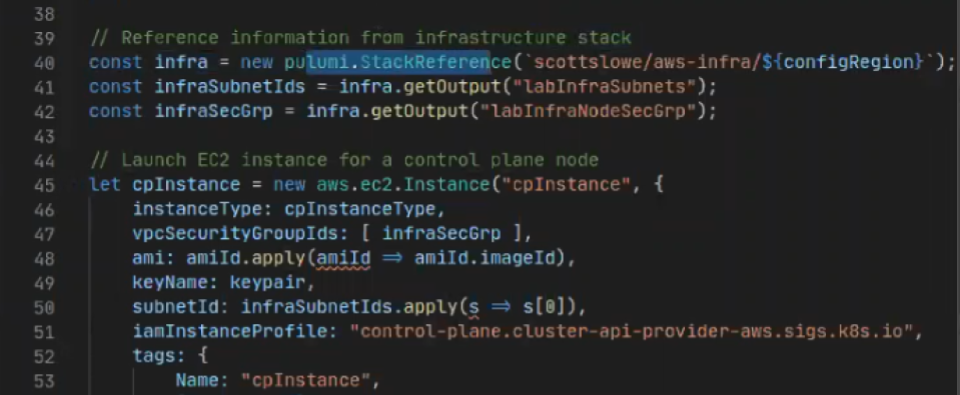 38
39 // Reference information from infrastructure stack
40 const infra = new pulumi.StackReference(`scottslowe/aws-infra/${configRegion}`);
41 const infraSubnetIds = infra.getOutput("labInfraSubnets");
42 const infraSecGrp = infra.getOutput("labInfraNodeSecGrp");
43
44 // Launch EC2 instance for a control plane node
45 let cpInstance = new aws.ec2.Instance("cpInstance", {
46 instanceType: cpInstanceType,
47 vpcSecurityGroupIds: [ infraSecGrp ],
48 ami: amiId.apply(amiId => amiId.imageId),
49 keyName: keypair,
50 subnetId: infraSubnetIds.apply(s => s[0]),
51 iamInstanceProfile: "control-plane.cluster-api-provider-aws.sigs.k8s.io",
52 tags: {
53 Name: "cpInstance",